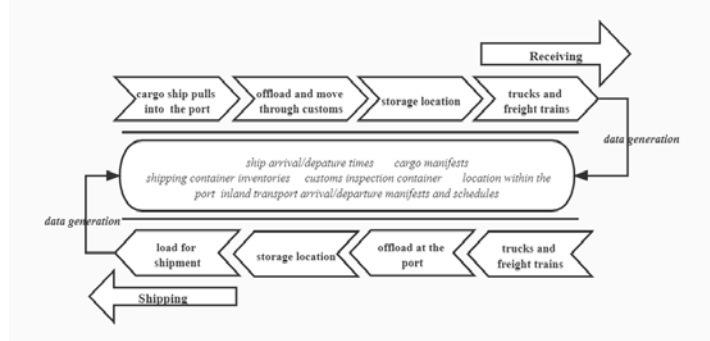 Receiving
cargo ship pulls
into the port
offload and move
through customs
storage location
trucks and
freight trains
data generation
ship arrival/depature times cargo manifests
shipping container inventories customs inspection container location within the
port inland transport arrival/departure manifests and schedules
data generation
load for
shipment
storage location
offload at the
port
trucks and
freight trains
Shipping